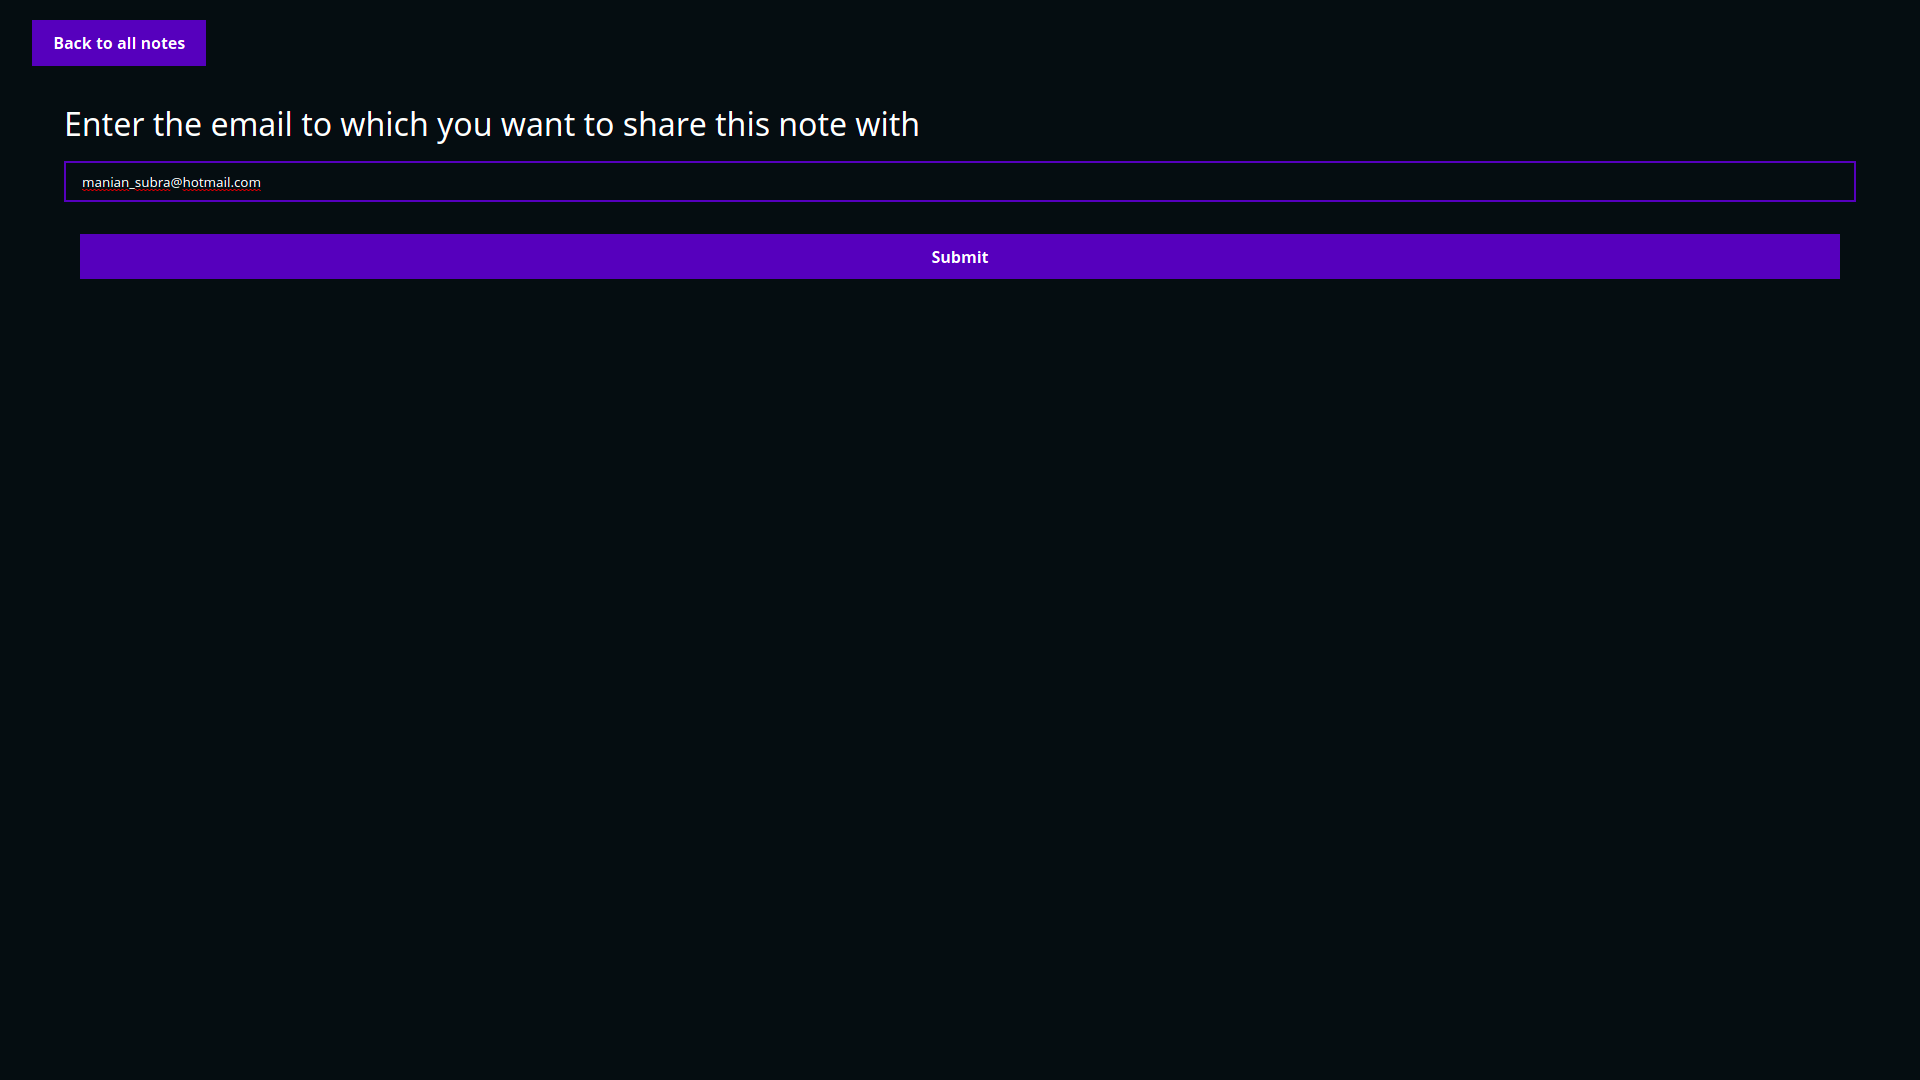 Back to all notes
Enter the email to which you want to share this note with
manian_subra@hotmail.com
Submit